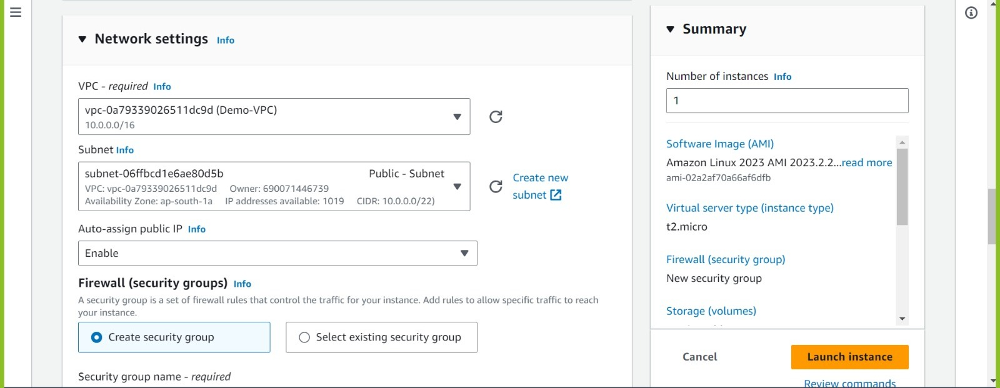 Network settings Info
VPC - required Info
vpc-0a79339026511dc9d (Demo-VPC)
10.0.0.0/16
Subnet Info
subnet-06ffbcd1e6ae80d5b Public - Subnet
VPC: vpc-0a79339026511dc9d Owner: 690071446739
Availability Zone: ap-south-1a IP addresses available: 1019 CIDR: 10.0.0.0/22)
Create new
subnet
Auto-assign public IP Info
Enable
Firewall (security groups) Info
A security group is a set of firewall rules that control the traffic for your instance. Add rules to allow specific traffic to reach
your instance.
Create security group
Select existing security group
Security group name - required
Summary
Number of instances Info
1
Software Image (AMI)
Amazon Linux 2023 AMI 2023.2.2...read more
ami-02a2af70a66af6dfb
Virtual server type (instance type)
t2.micro
Firewall (security group)
New security group
Storage (volumes)
Cancel
Launch instance
Review commands